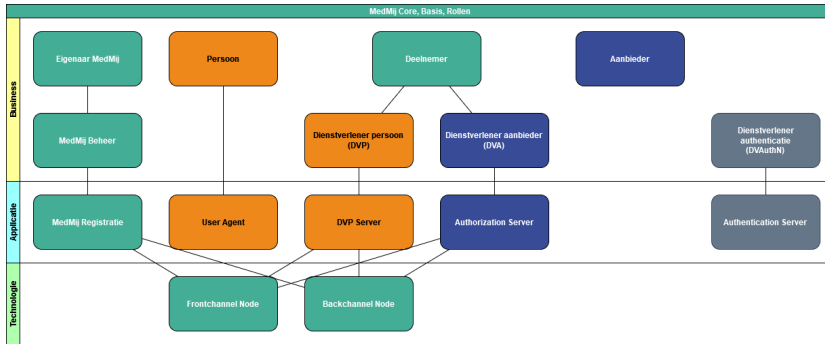 MedMij Core, Basis, Rollen
Business
Eigenaar MedMij
Persoon
Deelnemer
Aanbieder
MedMij Beheer
Dienstverlener persoon
(DVP)
Dienstverlener aanbieder
(DVA)
Dienstverlener
authenticatie
(DVAuthN)
Applicatie
MedMij Registratie
User Agent
DVP Server
Authorization Server
Authentication Server
Technologie
Frontchannel Node
Backchannel Node